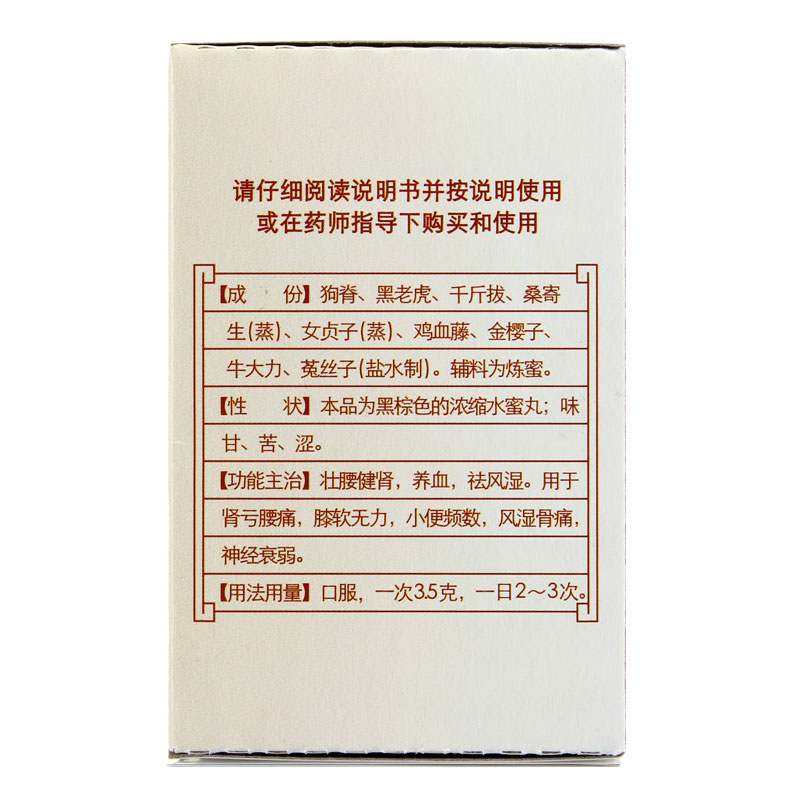 请仔细阅读说明书并按说明使用
或在药师指导下购买和使用
【成　份】狗脊、黑老虎、千斤拔、桑寄
生(蒸)、女贞子(蒸)、鸡血藤、金樱子、
牛大力、菟丝子(盐水制)。辅料为炼蜜。
【性　状】本品为黑棕色的浓缩水蜜丸；味
甘、苦、涩。
【功能主治】壮腰健肾，养血，祛风湿。用于
肾亏腰痛，膝软无力，小便频数，风湿骨痛，
神经衰弱。
【用法用量】口服，一次3.5克，一日2～3次。